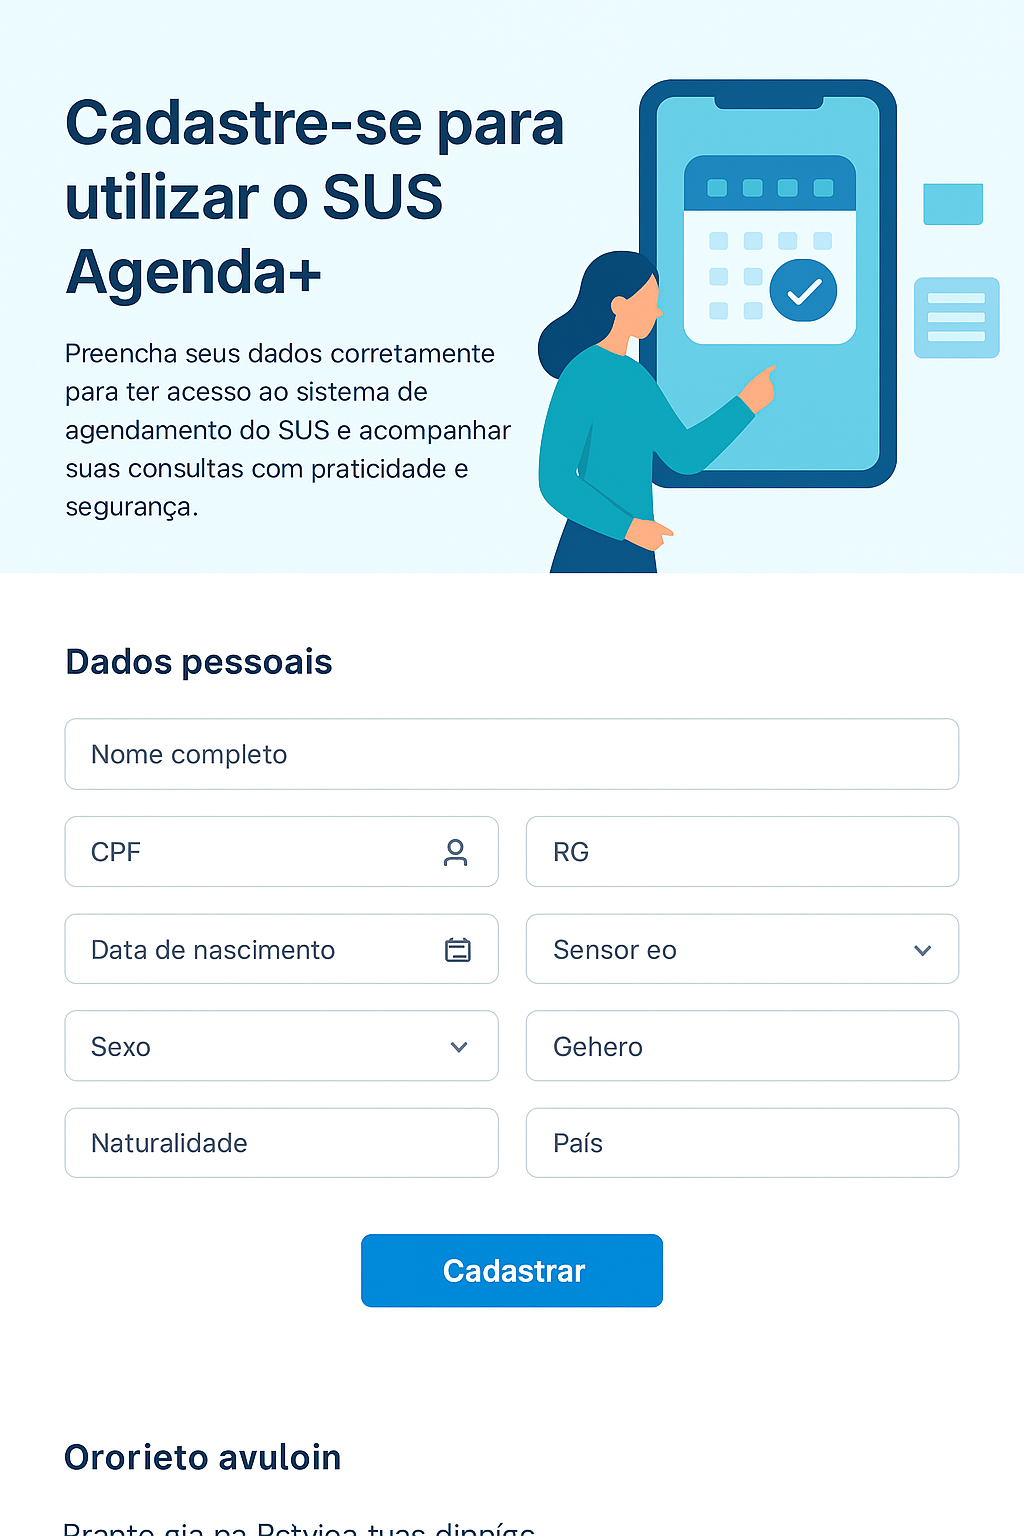 Cadastre-se para
utilizar o SUS
Agenda+
Preencha seus dados corretamente
para ter acesso ao sistema de
agendamento do SUS e acompanhar
suas consultas com praticidade e
segurança.
Dados pessoais
Nome completo
CPF
RG
Data de nascimento
Sensor eo
Sexo
Gehero
Naturalidade
País
Cadastrar
Ororieto avuloin